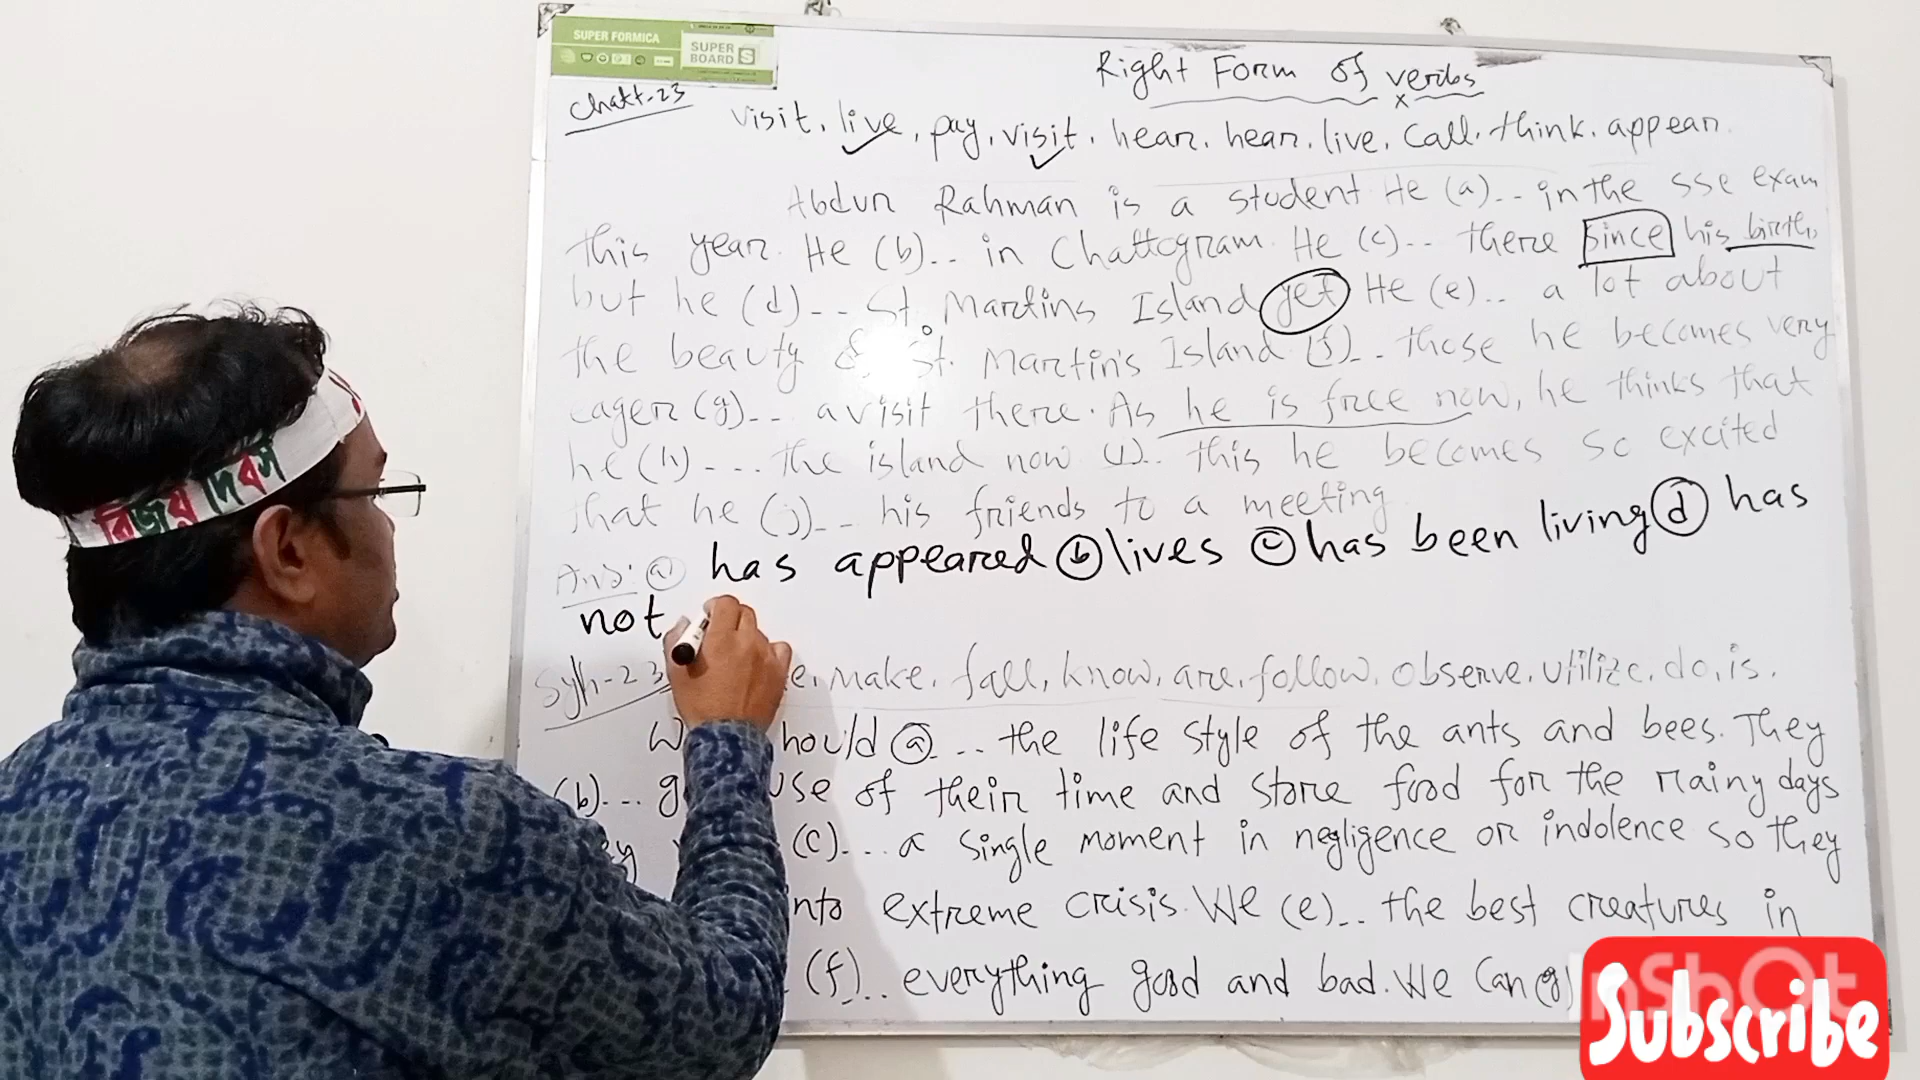 SUPER FORMICA
SUPER BOARD S
Right Form of verbs
Chatt-23
visit, live, pay, visit, hear, hear, live, call, think, appear.
Abdur Rahman is a student He (a)... in the SSC exam
this year. He (b)... in Chattogram. He (c)... there since his birth
but he (d)... St. Martins Island yet He (e)... a lot about
the beauty of St. Martin's Island (f)... those he becomes very
eager (g)... a visit there. As he is free now, he thinks that
he (h)... the island now (i)... this he becomes so excited
that he (j)... his friends to a meeting
Ans: (a) has appeared (b) lives (c) has been living (d) has
not
Syh-23 make, fall, know, are, follow, observe, utilize, do, is.
should (a)... the life style of the ants and bees. They
(b)... use of their time and store food for the rainy days
(c)... a single moment in negligence or indolence so they
extreme crisis. We (e)... the best creatures in
(f)... everything good and bad. We can (g)
বিজয় দিবস
InShOt
Subscribe